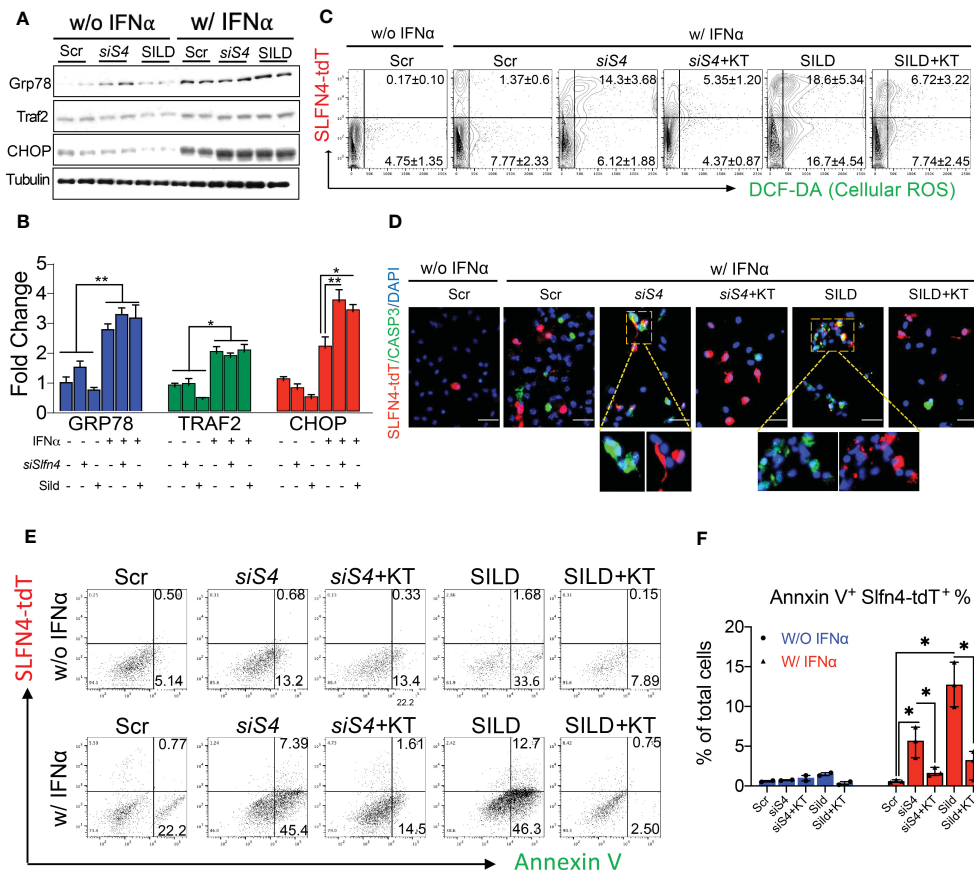 A
w/o IFNα
w/ IFNα
Scr
siS4
SILD
Scr
siS4
SILD
Grp78
Traf2
CHOP
Tubulin
B
Fold Change
5
4
3
2
1
0
**
*
*
**
GRP78
TRAF2
CHOP
IFNα - - - + + + - - - + + + - - - + + +
siSlfn4 - + - - + - - + - - + - - + - - + -
Sild - - + - - + - - + - - + - - + - - +
C
w/o IFNα
w/ IFNα
Scr
Scr
siS4
siS4+KT
SILD
SILD+KT
SLFN4-tdT
0.17±0.10
1.37±0.6
14.3±3.68
5.35±1.20
18.6±5.34
6.72±3.22
4.75±1.35
7.77±2.33
6.12±1.88
4.37±0.87
16.7±4.54
7.74±2.45
DCF-DA (Cellular ROS)
D
w/o IFNα
w/ IFNα
Scr
Scr
siS4
siS4+KT
SILD
SILD+KT
SLFN4-tdT/CASP3/DAPI
E
SLFN4-tdT
Scr
siS4
siS4+KT
SILD
SILD+KT
w/o IFNα
0.50
0.68
0.33
1.68
0.15
5.14
13.2
13.4
33.6
7.89
22.2
w/ IFNα
0.77
7.39
1.61
12.7
0.75
22.2
45.4
14.5
46.3
2.50
Annexin V
F
Annxin V+ Slfn4-tdT+ %
W/O IFNα
W/ IFNα
% of total cells
20
15
10
5
0
*
*
*
*
Scr
siS4
siS4+KT
Sild
Sild+KT
Scr
siS4
siS4+KT
Sild
Sild+KT